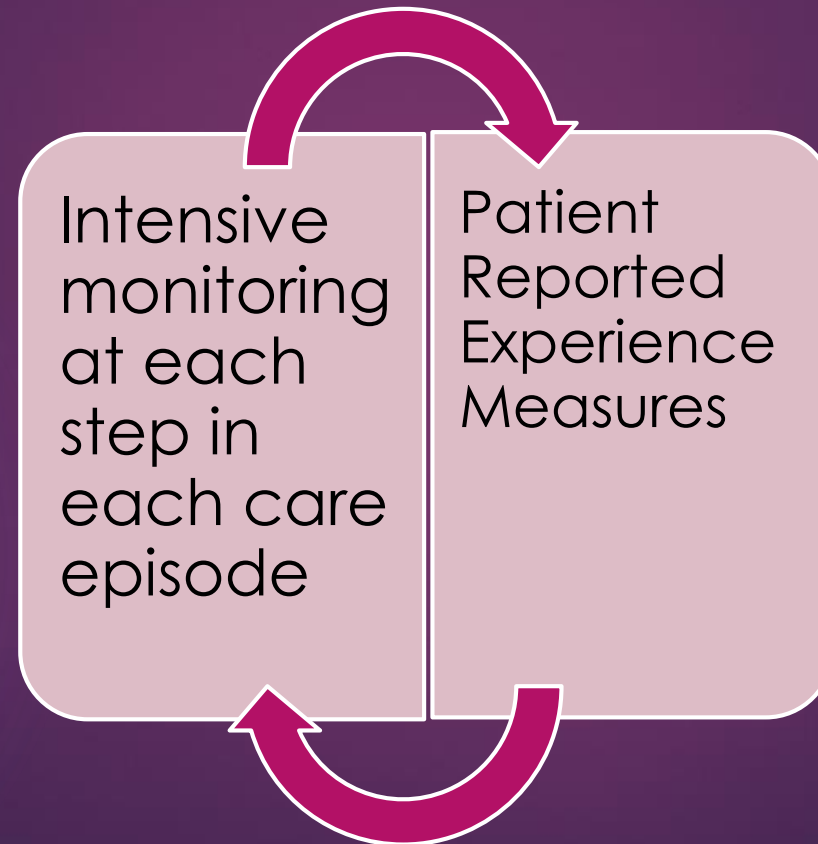 Intensive
monitoring
at each
step in
each care
episode
Patient
Reported
Experience
Measures